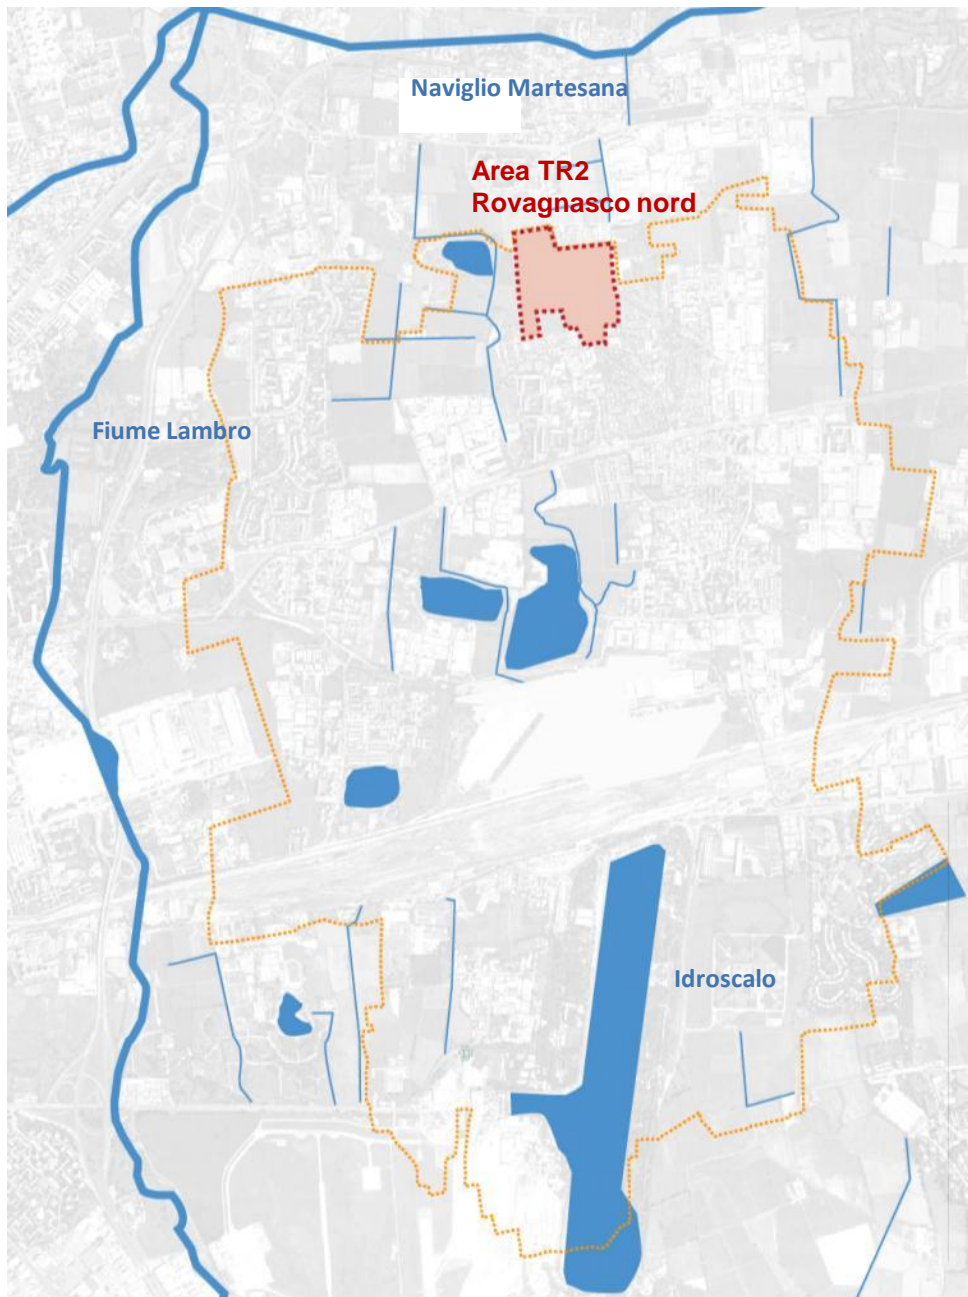 Naviglio Martesana
Area TR2
Rovagnasco nord
Fiume Lambro
Idroscalo